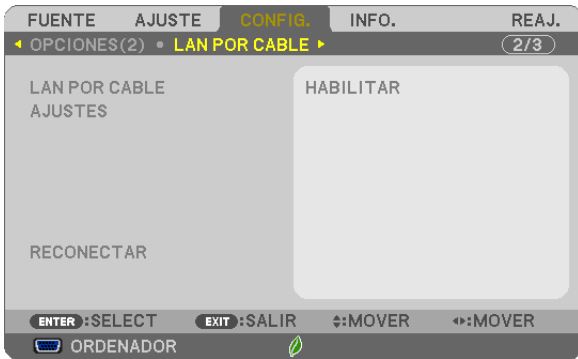 FUENTE AJUSTE CONFIG. INFO. REAJ.
OPCIONES(2) • LAN POR CABLE 2/3
LAN POR CABLE HABILITAR
AJUSTES
RECONECTAR
ENTER :SELECT EXIT :SALIR :MOVER :MOVER
ORDENADOR